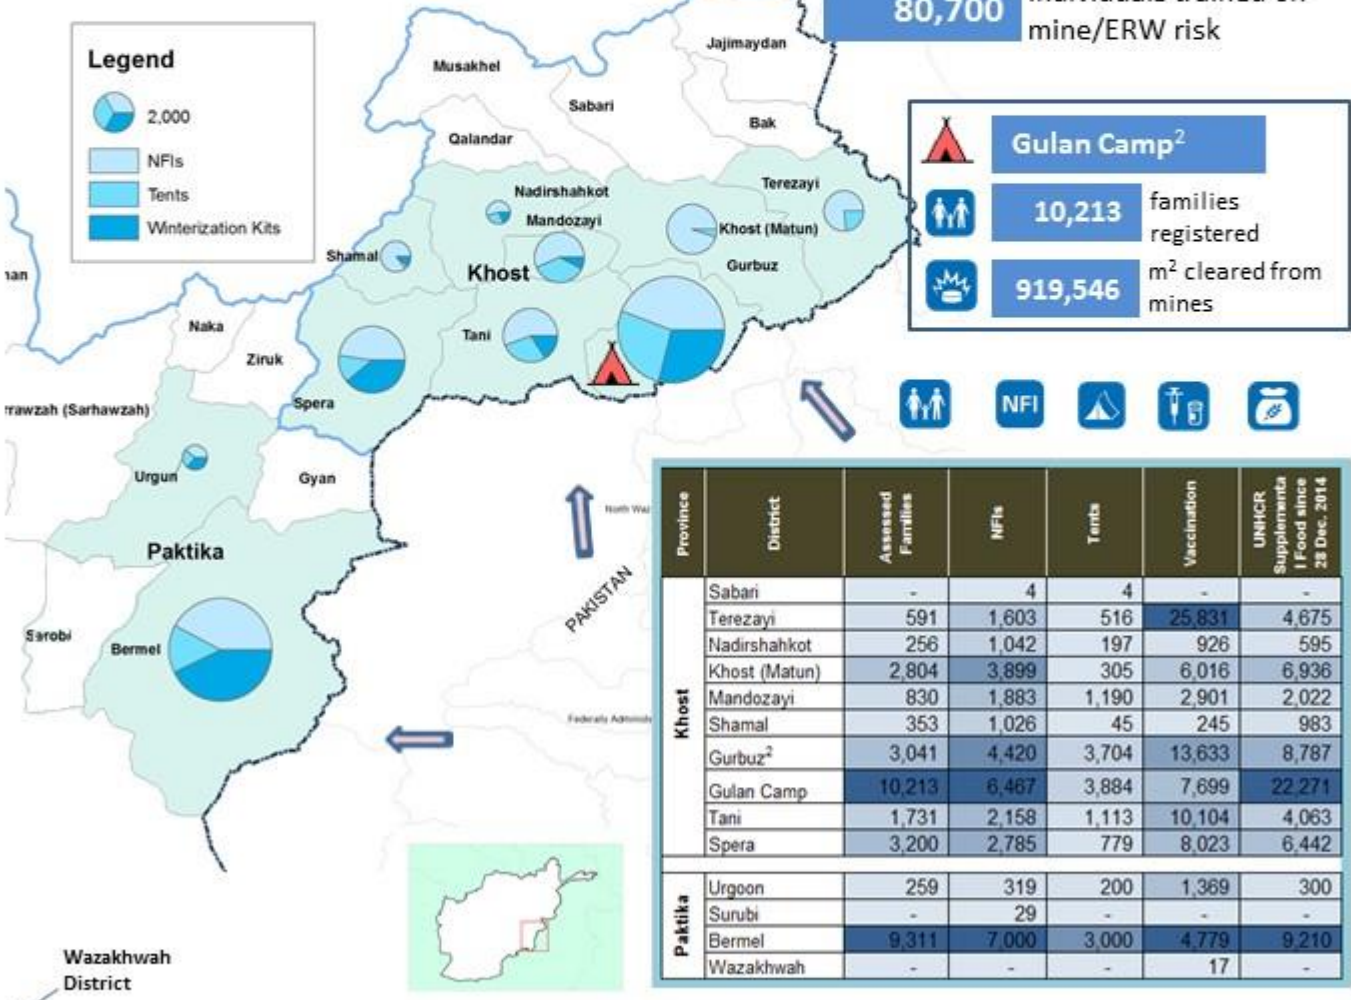 80,700
mine/ERW risk
Legend
2,000
NFIs
Tents
Winterization Kits
Musakhel
Jajimaydan
Sabari
Qalandar
Bak
Nadirshahkot
Terezayi
Mandozayi
Khost (Matun)
Shamal
Khost
Gurbuz
Tani
Naka
Ziruk
Spera
rrawzah (Sarhawzah)
Urgun
Gyan
Paktika
Sarobi
Bermel
PAKISTAN
Wazakhwah
District
Gulan Camp2
10,213 families
registered
919,546 m2 cleared from
mines
NFI
Province District Assessed Families NFIs Tents Vaccination UNHCR Supplementa l Food since 28 Dec. 2014
Khost
Sabari - 4 4 - -
Terezayi 591 1,603 516 25,831 4,675
Nadirshahkot 256 1,042 197 926 595
Khost (Matun) 2,804 3,899 305 6,016 6,936
Mandozayi 830 1,883 1,190 2,901 2,022
Shamal 353 1,026 45 245 983
Gurbuz2 3,041 4,420 3,704 13,633 8,787
Gulan Camp 10,213 6,467 3,884 7,699 22,271
Tani 1,731 2,158 1,113 10,104 4,063
Spera 3,200 2,785 779 8,023 6,442
Paktika
Urgoon 259 319 200 1,369 300
Surubi - 29 - - -
Bermel 9,311 7,000 3,000 4,779 9,210
Wazakhwah - - - 17 -